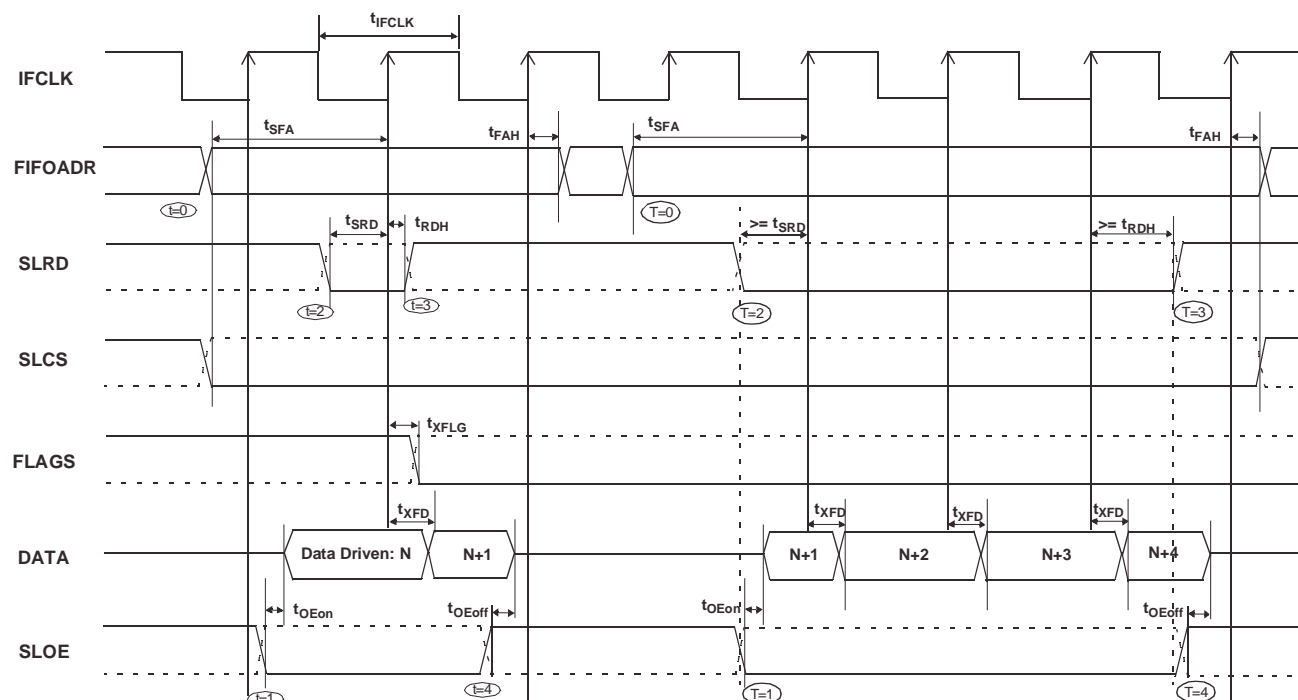 tIFCLK
IFCLK
tSFA
tFAH
tSFA
tFAH
FIFOADR
t=0
T=0
tSRD
tRDH
>= tSRD
>= tRDH
SLRD
t=2
t=3
T=2
T=3
SLCS
tXFLG
FLAGS
tXFD
tXFD
tXFD
tXFD
DATA
Data Driven: N
N+1
N+1
N+2
N+3
N+4
tOEon
tOEoff
tOEon
tOEoff
SLOE
t=1
t=4
T=1
T=4